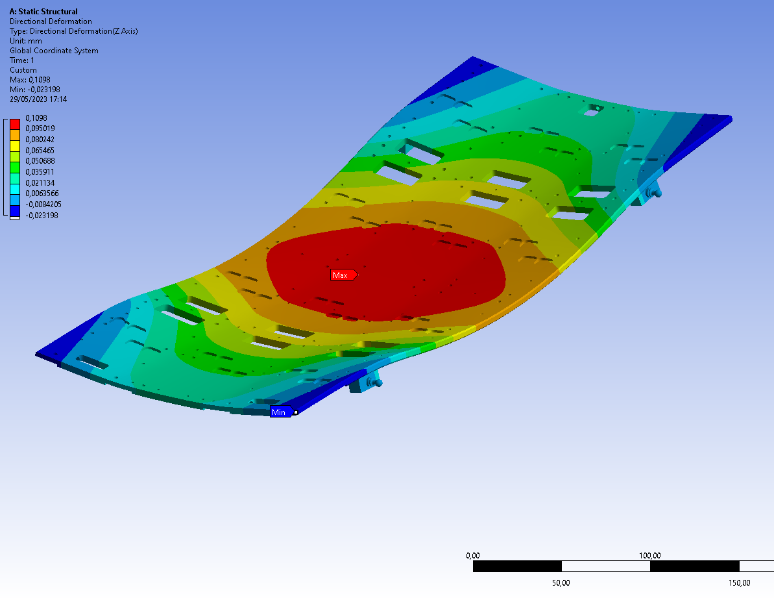 A: Static Structural
Directional Deformation
Type: Directional Deformation(Z Axis)
Unit: mm
Global Coordinate System
Time: 1
Custom
Max: 0,1098
Min: -0,023198
29/05/2023 17:14
0,1098
0,095019
0,080242
0,065465
0,050688
0,035911
0,021134
0,0063566
-0,0084205
-0,023198
Max
Min
0,00
100,00
50,00
150,00